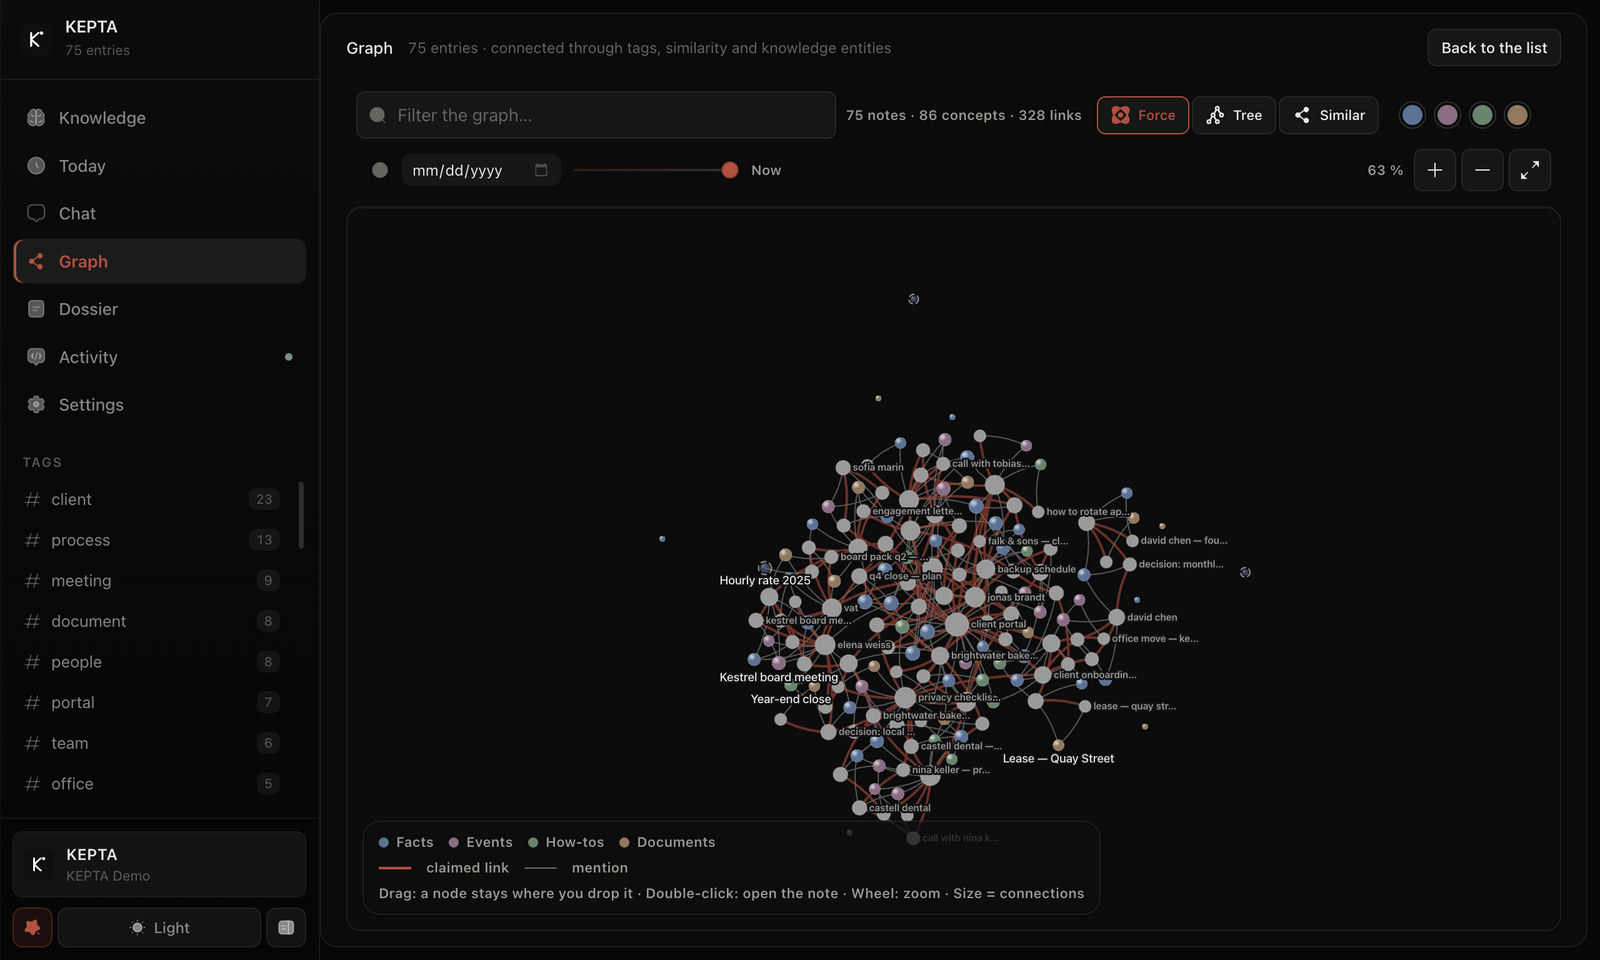 KEPTA
75 entries
Knowledge
Today
Chat
Graph
Dossier
Activity
Settings
TAGS
# client 23
# process 13
# meeting 9
# document 8
# people 8
# portal 7
# team 6
# office 5
KEPTA
KEPTA Demo
Light
Graph 75 entries · connected through tags, similarity and knowledge entities
Back to the list
Filter the graph...
75 notes · 86 concepts · 328 links
Force
Tree
Similar
mm/dd/yyyy
Now
63 %
sofia marin
call with tobias...
engagement lette...
how to rotate ap...
falk & sons — cl...
david chen — fou...
board pack q2 — ...
decision: monthl...
backup schedule
Hourly rate 2025
q4 close — plan
jonas brandt
vat
kestrel board me...
client portal
david chen
office move — ke...
elena weiss
brightwater bake...
Kestrel board meeting
client onboardin...
Year-end close
privacy checklis...
lease — quay str...
brightwater bake...
decision: local ...
castell dental —...
Lease — Quay Street
nina keller — pr...
castell dental
call with nina k...
Facts Events How-tos Documents
claimed link mention
Drag: a node stays where you drop it · Double-click: open the note · Wheel: zoom · Size = connections